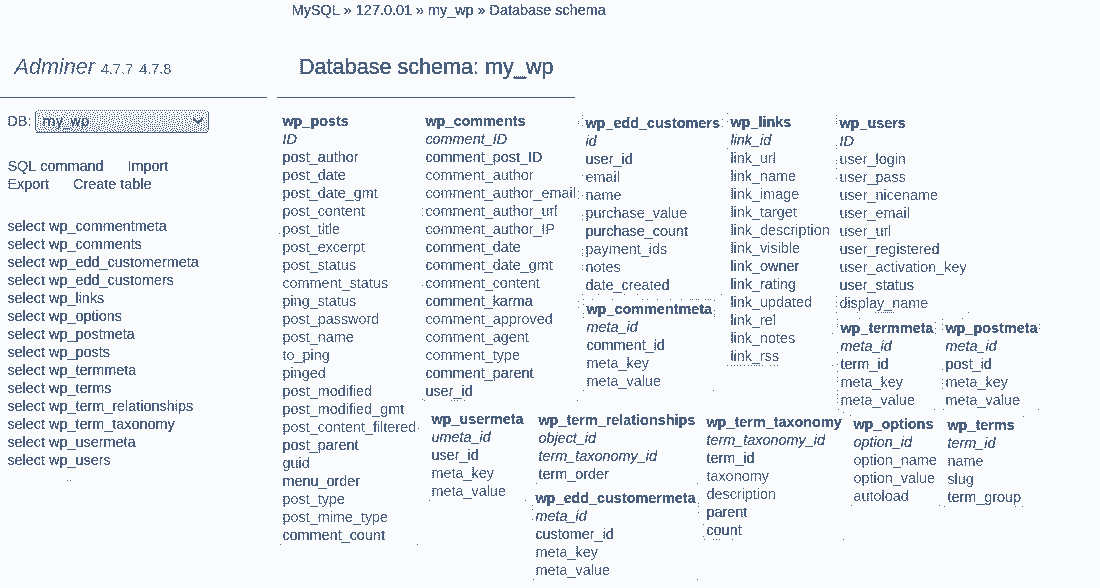 MySQL » 127.0.01 » my_wp » Database schema
Adminer 4.7.7 4.7.8
Database schema: my_wp
DB: my_wp
SQL command Import
Export Create table
select wp_commentmeta
select wp_comments
select wp_edd_customermeta
select wp_edd_customers
select wp_links
select wp_options
select wp_postmeta
select wp_posts
select wp_termmeta
select wp_terms
select wp_term_relationships
select wp_term_taxonomy
select wp_usermeta
select wp_users
wp_posts
ID
post_author
post_date
post_date_gmt
post_content
post_title
post_excerpt
post_status
comment_status
ping_status
post_password
post_name
to_ping
pinged
post_modified
post_modified_gmt
post_content_filtered
post_parent
guid
menu_order
post_type
post_mime_type
comment_count
wp_comments
comment_ID
comment_post_ID
comment_author
comment_author_email
comment_author_url
comment_author_IP
comment_date
comment_date_gmt
comment_content
comment_karma
comment_approved
comment_agent
comment_type
comment_parent
user_id
wp_edd_customers
id
user_id
email
name
purchase_value
purchase_count
payment_ids
notes
date_created
wp_commentmeta
meta_id
comment_id
meta_key
meta_value
wp_links
link_id
link_url
link_name
link_image
link_target
link_description
link_visible
link_owner
link_rating
link_updated
link_rel
link_notes
link_rss
wp_users
ID
user_login
user_pass
user_nicename
user_email
user_url
user_registered
user_activation_key
user_status
display_name
wp_termmeta
meta_id
term_id
meta_key
meta_value
wp_postmeta
meta_id
post_id
meta_key
meta_value
wp_usermeta
umeta_id
user_id
meta_key
meta_value
wp_term_relationships
object_id
term_taxonomy_id
term_order
wp_edd_customermeta
meta_id
customer_id
meta_key
meta_value
wp_term_taxonomy
term_taxonomy_id
term_id
taxonomy
description
parent
count
wp_options
option_id
option_name
option_value
autoload
wp_terms
term_id
name
slug
term_group